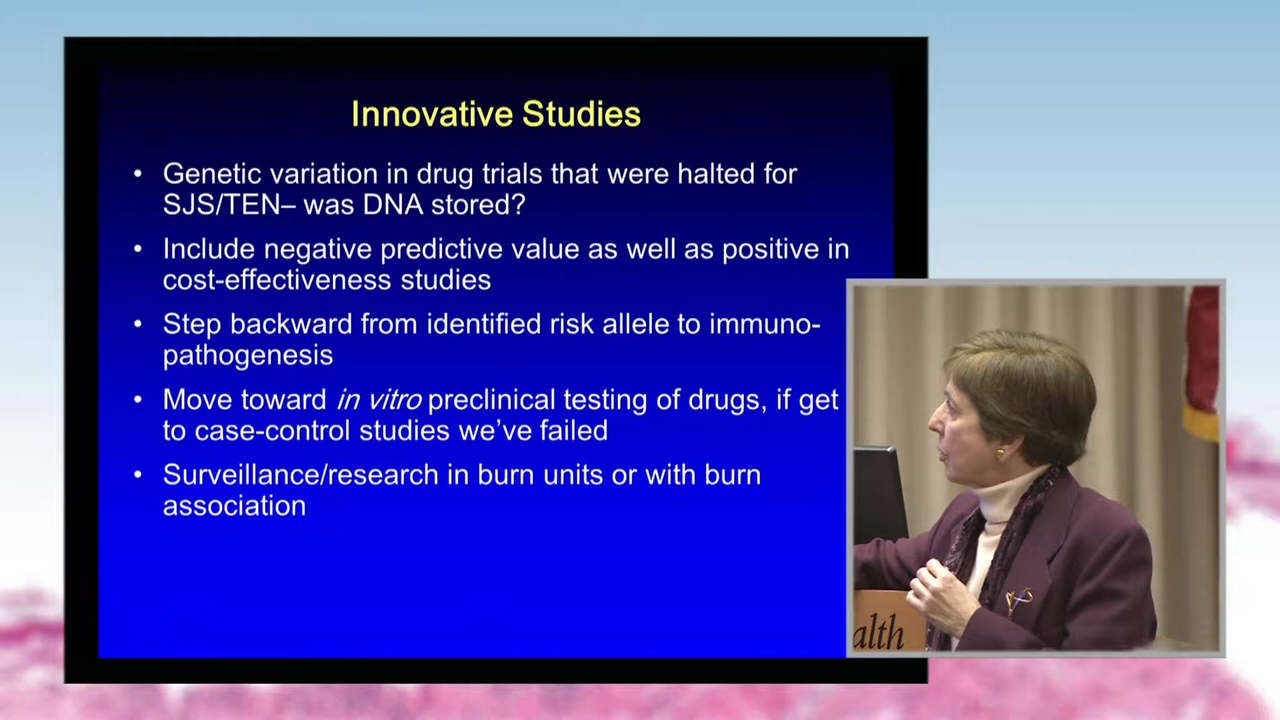 Innovative Studies
• Genetic variation in drug trials that were halted for
SJS/TEN– was DNA stored?
• Include negative predictive value as well as positive in
cost-effectiveness studies
• Step backward from identified risk allele to immuno-
pathogenesis
• Move toward in vitro preclinical testing of drugs, if get
to case-control studies we've failed
• Surveillance/research in burn units or with burn
association
alth